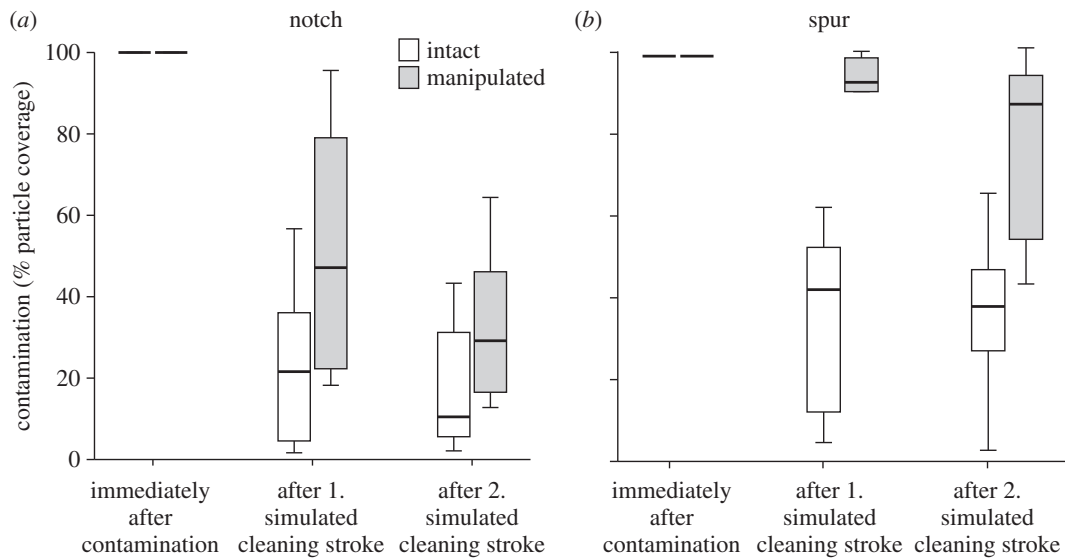 (a) notch
intact
manipulated
contamination (% particle coverage)
100
80
60
40
20
0
immediately
after
contamination
after 1.
simulated
cleaning stroke
after 2.
simulated
cleaning stroke
(b) spur
immediately
after
contamination
after 1.
simulated
cleaning stroke
after 2.
simulated
cleaning stroke